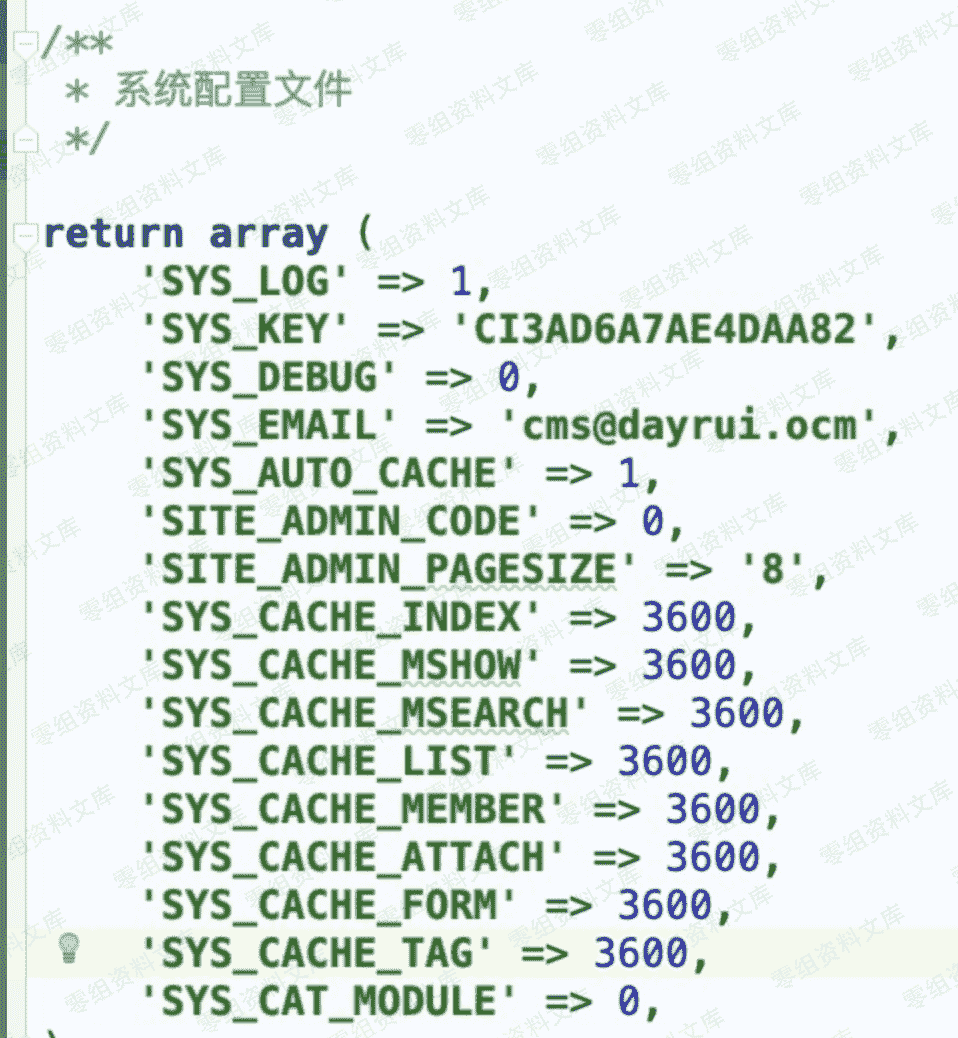 /**
 * 系统配置文件
 */
return array (
    'SYS_LOG' => 1,
    'SYS_KEY' => 'CI3AD6A7AE4DAA82',
    'SYS_DEBUG' => 0,
    'SYS_EMAIL' => 'cms@dayrui.ocm',
    'SYS_AUTO_CACHE' => 1,
    'SITE_ADMIN_CODE' => 0,
    'SITE_ADMIN_PAGESIZE' => '8',
    'SYS_CACHE_INDEX' => 3600,
    'SYS_CACHE_MSHOW' => 3600,
    'SYS_CACHE_MSEARCH' => 3600,
    'SYS_CACHE_LIST' => 3600,
    'SYS_CACHE_MEMBER' => 3600,
    'SYS_CACHE_ATTACH' => 3600,
    'SYS_CACHE_FORM' => 3600,
    'SYS_CACHE_TAG' => 3600,
    'SYS_CAT_MODULE' => 0,
零组资料文库